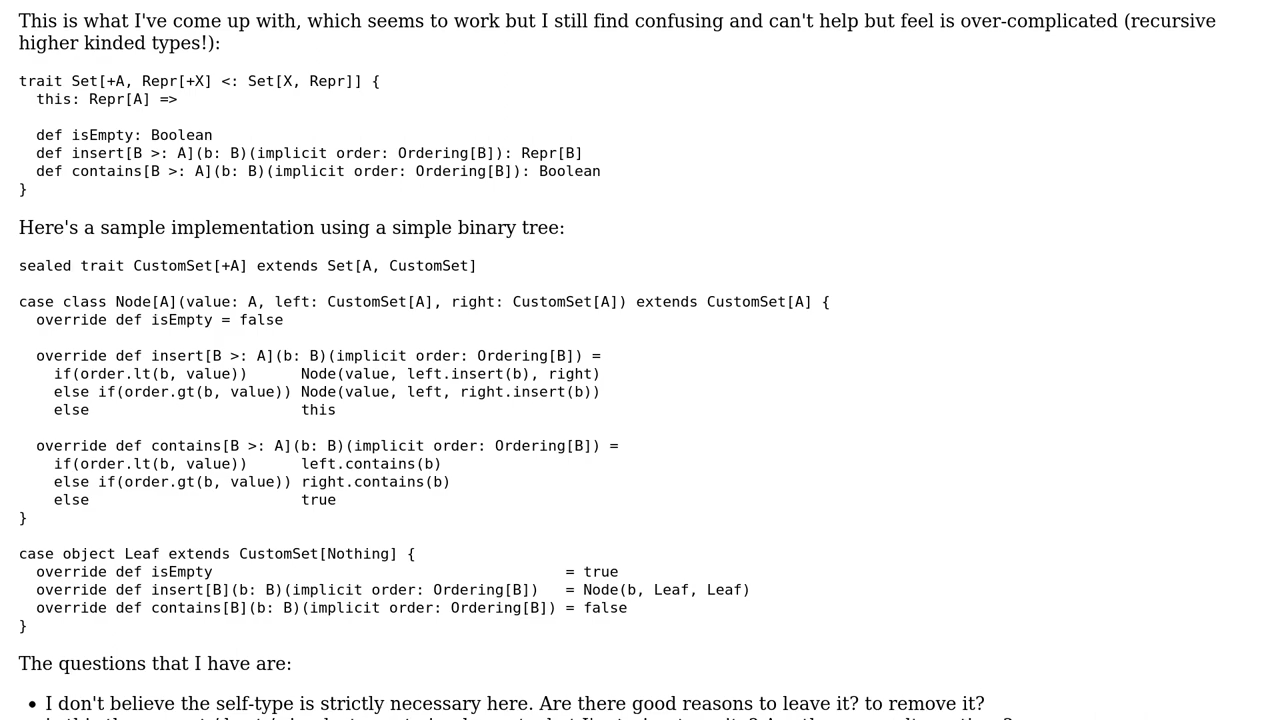 This is what I've come up with, which seems to work but I still find confusing and can't help but feel is over-complicated (recursive
higher kinded types!):
trait Set[+A, Repr[+X] <: Set[X, Repr]] {
  this: Repr[A] =>
  def isEmpty: Boolean
  def insert[B >: A](b: B)(implicit order: Ordering[B]): Repr[B]
  def contains[B >: A](b: B)(implicit order: Ordering[B]): Boolean
}
Here's a sample implementation using a simple binary tree:
sealed trait CustomSet[+A] extends Set[A, CustomSet]
case class Node[A](value: A, left: CustomSet[A], right: CustomSet[A]) extends CustomSet[A] {
  override def isEmpty = false
  override def insert[B >: A](b: B)(implicit order: Ordering[B]) =
    if(order.lt(b, value))      Node(value, left.insert(b), right)
    else if(order.gt(b, value)) Node(value, left, right.insert(b))
    else                        this
  override def contains[B >: A](b: B)(implicit order: Ordering[B]) =
    if(order.lt(b, value))      left.contains(b)
    else if(order.gt(b, value)) right.contains(b)
    else                        true
}
case object Leaf extends CustomSet[Nothing] {
  override def isEmpty                                        = true
  override def insert[B](b: B)(implicit order: Ordering[B])   = Node(b, Leaf, Leaf)
  override def contains[B](b: B)(implicit order: Ordering[B]) = false
}
The questions that I have are:
• I don't believe the self-type is strictly necessary here. Are there good reasons to leave it? to remove it?